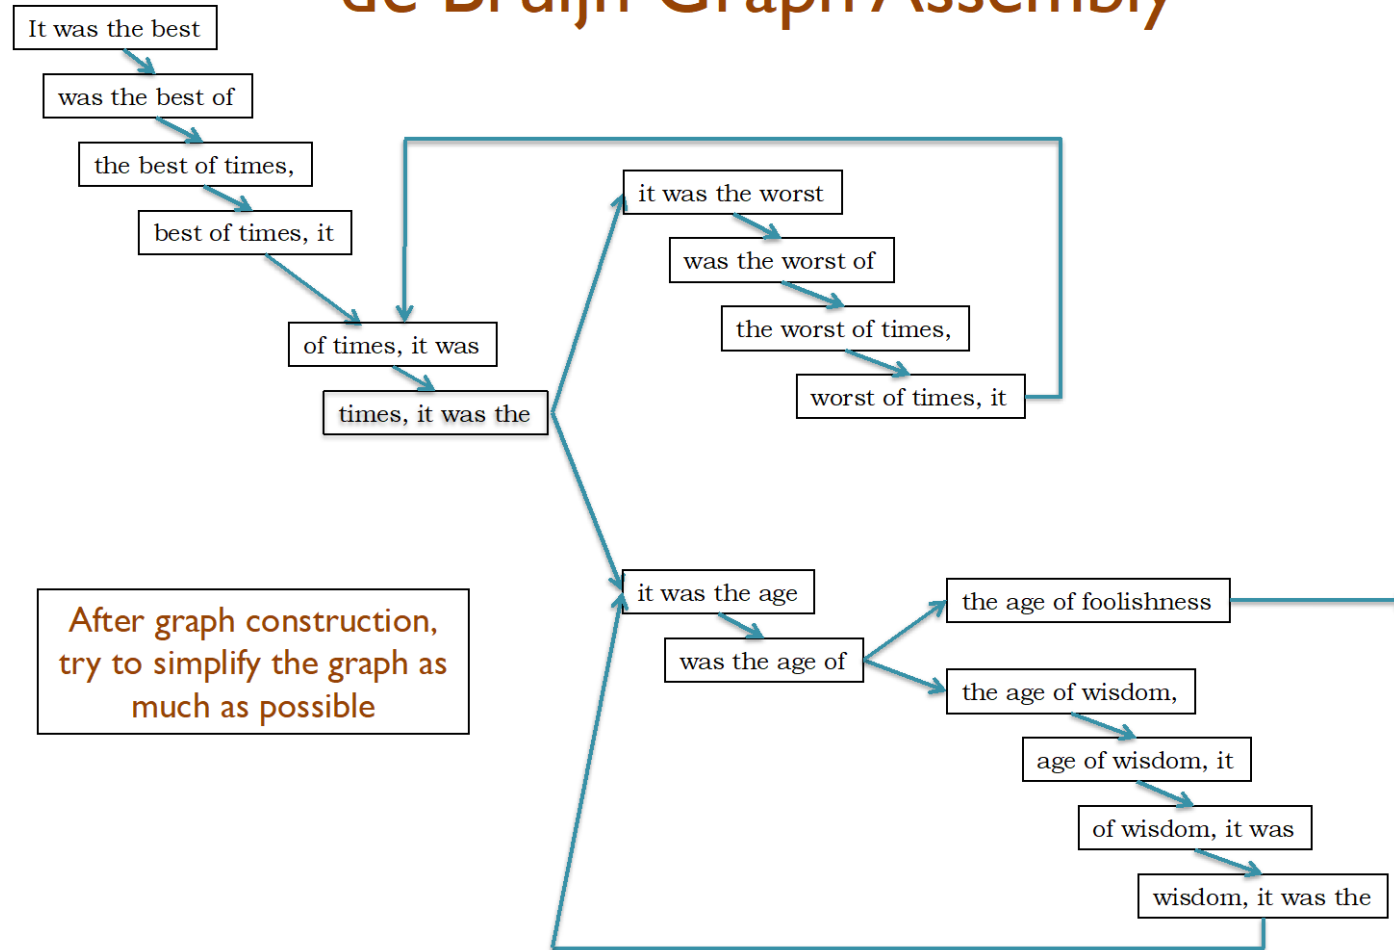 de Bruijn Graph Assembly
It was the best
was the best of
the best of times,
best of times, it
of times, it was
times, it was the
it was the worst
was the worst of
the worst of times,
worst of times, it
it was the age
was the age of
the age of foolishness
the age of wisdom,
age of wisdom, it
of wisdom, it was
wisdom, it was the
After graph construction,
try to simplify the graph as
much as possible